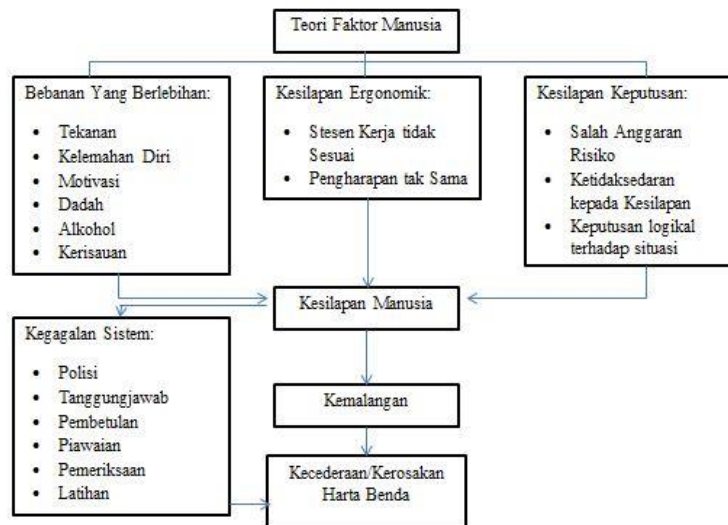 Teori Faktor Manusia
Bebanan Yang Berlebihan:
• Tekanan
• Kelemahan Diri
• Motivasi
• Dadah
• Alkohol
• Kerisauan
Kesilapan Ergonomik:
• Stesen Kerja tidak
Sesuai
• Pengharapan tak Sama
Kesilapan Keputusan:
• Salah Anggaran
Risiko
• Ketidaksedaran
kepada Kesilapan
• Keputusan logikal
terhadap situasi
Kesilapan Manusia
Kegagalan Sistem:
• Polisi
• Tanggungjawab
• Pembetulan
• Piawaian
• Pemeriksaan
• Latihan
Kemalangan
Kecederaan/Kerosakan
Harta Benda